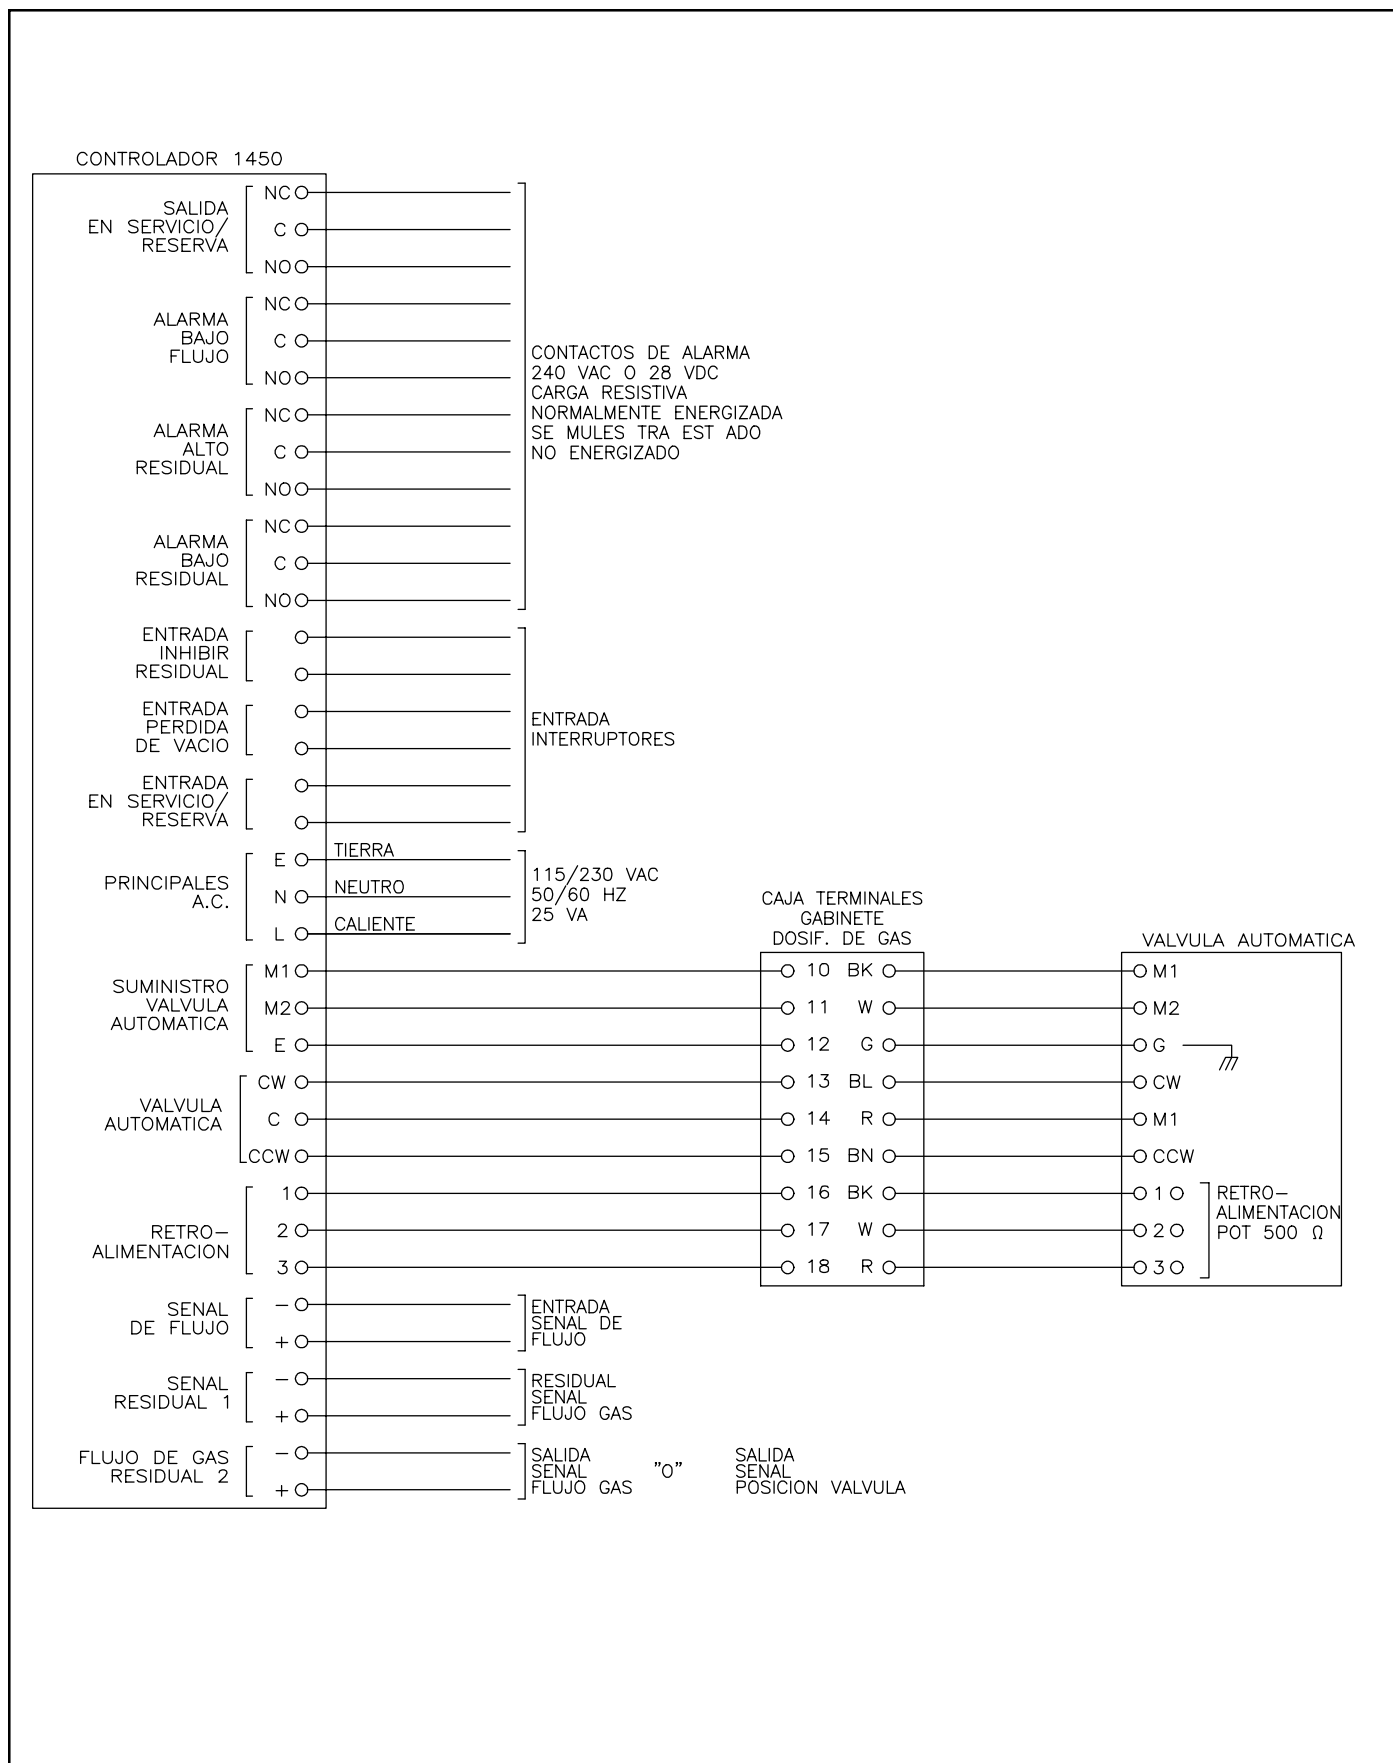 CONTROLADOR 1450
SALIDA
EN SERVICIO/
RESERVA
NC
C
NO
ALARMA
BAJO
FLUJO
NC
C
NO
ALARMA
ALTO
RESIDUAL
NC
C
NO
ALARMA
BAJO
RESIDUAL
NC
C
NO
CONTACTOS DE ALARMA
240 VAC O 28 VDC
CARGA RESISTIVA
NORMALMENTE ENERGIZADA
SE MULES TRA EST ADO
NO ENERGIZADO
ENTRADA
INHIBIR
RESIDUAL
ENTRADA
PERDIDA
DE VACIO
ENTRADA
EN SERVICIO/
RESERVA
ENTRADA
INTERRUPTORES
PRINCIPALES
A.C.
E
N
L
TIERRA
NEUTRO
CALIENTE
115/230 VAC
50/60 HZ
25 VA
SUMINISTRO
VALVULA
AUTOMATICA
M1
M2
E
VALVULA
AUTOMATICA
CW
C
CCW
RETRO-
ALIMENTACION
1
2
3
CAJA TERMINALES
GABINETE
DOSIF. DE GAS
10 BK
11 W
12 G
13 BL
14 R
15 BN
16 BK
17 W
18 R
VALVULA AUTOMATICA
M1
M2
G
CW
M1
CCW
1
2
3
RETRO-
ALIMENTACION
POT 500 Ω
SENAL
DE FLUJO
-
+
ENTRADA
SENAL DE
FLUJO
SENAL
RESIDUAL 1
-
+
RESIDUAL
SENAL
FLUJO GAS
FLUJO DE GAS
RESIDUAL 2
-
+
SALIDA
SENAL
FLUJO GAS
"O"
SALIDA
SENAL
POSICION VALVULA